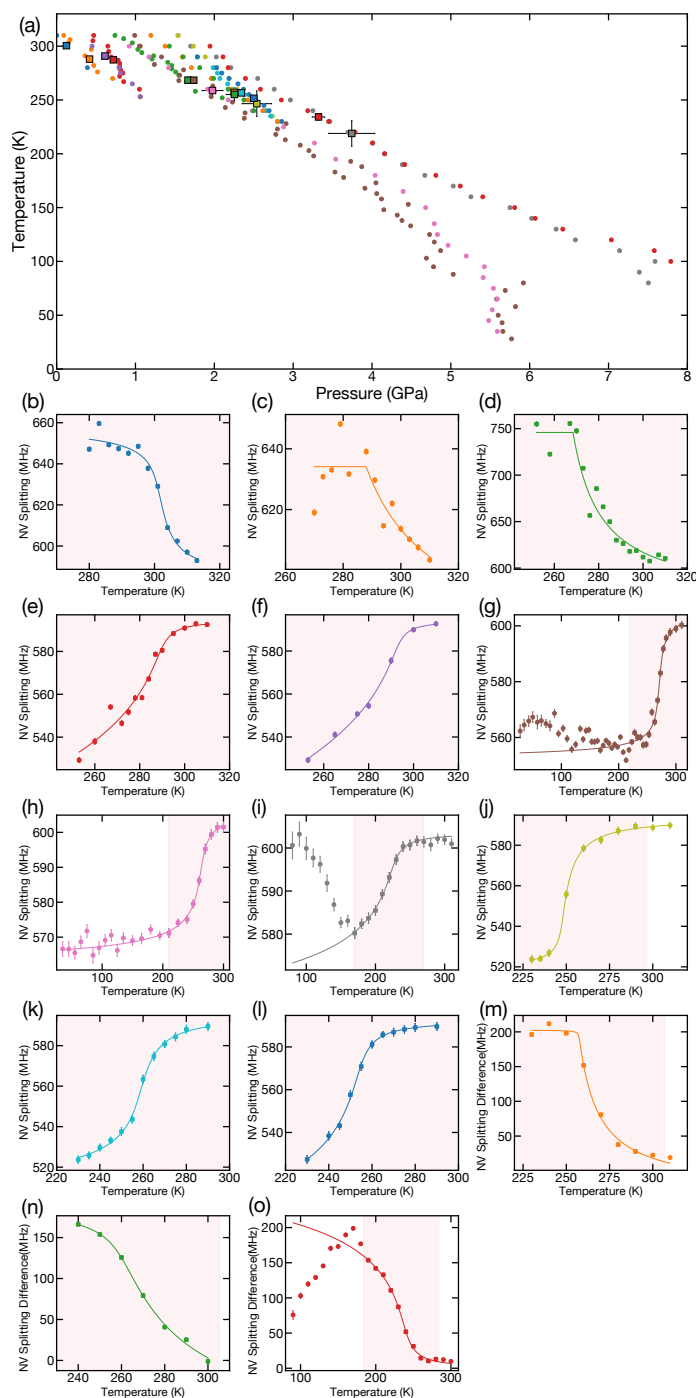 (a)
Temperature (K)
300
250
200
150
100
50
0
0 1 2 3 4 5 6 7 8
Pressure (GPa)
(b) (c) (d)
NV Splitting (MHz)
660
640
620
600
280 300 320
Temperature (K)
NV Splitting (MHz)
640
620
260 280 300 320
Temperature (K)
NV Splitting (MHz)
750
700
650
600
260 280 300 320
Temperature (K)
(e) (f) (g)
NV Splitting (MHz)
580
560
540
260 280 300 320
Temperature (K)
NV Splitting (MHz)
580
560
540
260 280 300 320
Temperature (K)
NV Splitting (MHz)
600
580
560
100 200 300
Temperature (K)
(h) (i) (j)
NV Splitting (MHz)
600
590
580
570
100 200 300
Temperature (K)
NV Splitting (MHz)
600
590
580
100 200 300
Temperature (K)
NV Splitting (MHz)
580
560
540
520
225 250 275 300 325
Temperature (K)
(k) (l) (m)
NV Splitting (MHz)
580
560
540
520
220 240 260 280 300
Temperature (K)
NV Splitting (MHz)
580
560
540
220 240 260 280 300
Temperature (K)
NV Splitting Difference(MHz)
200
150
100
50
225 250 275 300
Temperature (K)
(n) (o)
NV Splitting Difference(MHz)
150
100
50
0
240 260 280 300
Temperature (K)
NV Splitting Difference(MHz)
200
150
100
50
0
100 200 300
Temperature (K)